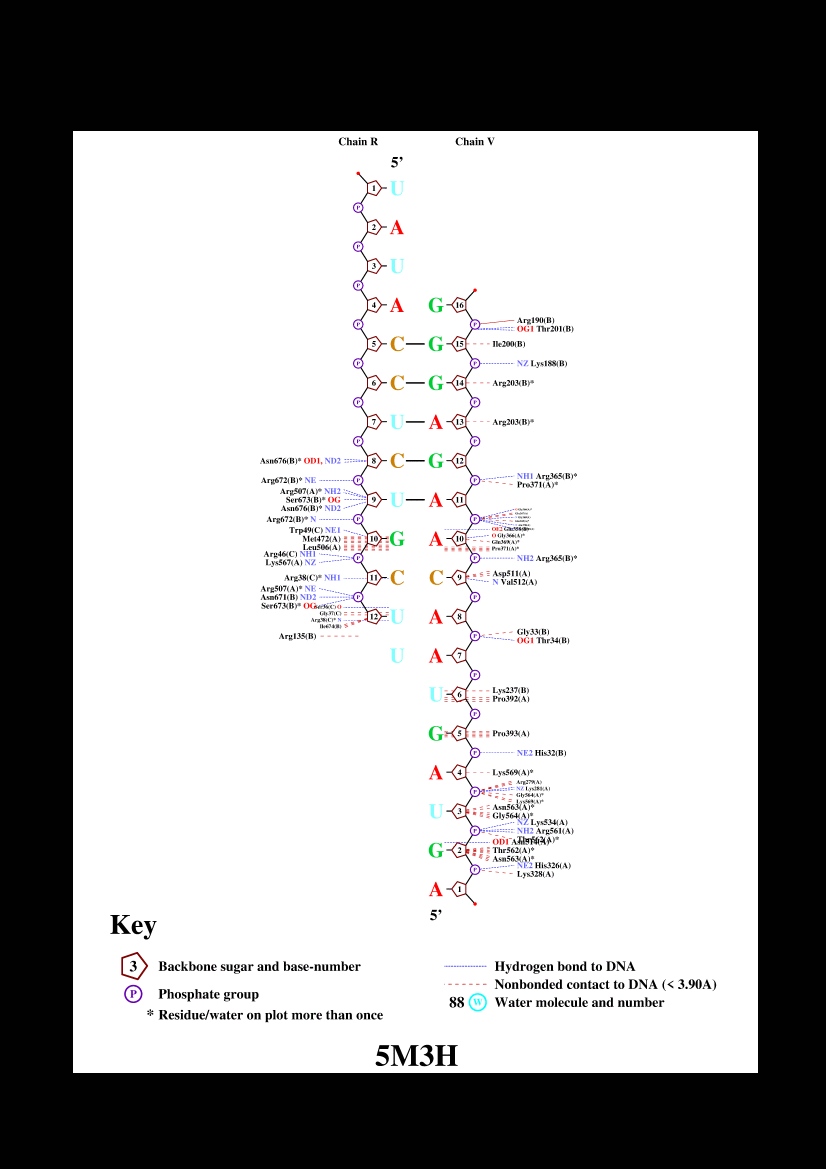 Chain R Chain V
5’
1 U
P
2 A
P
3 U
P
4 A G 16
Arg190(B)
P P OG1 Thr201(B)
5 C G 15 Ile200(B)
P P NZ Lys188(B)
6 C G 14 Arg203(B)*
P P
7 U A 13 Arg203(B)*
P P
Asn676(B)* OD1, ND2 8 C G 12
Arg672(B)* NE P P NH1 Arg365(B)*
Pro371(A)*
Arg507(A)* NH2
Ser673(B)* OG 9 U A 11
Asn676(B)* ND2
Arg672(B)* N P P
Trp49(C) NE1
Met472(A) 10 G A 10 O Gly366(A)*
Leu506(A) Glu369(A)*
Pro371(A)*
Arg46(C) NH1 P P NH2 Arg365(B)*
Lys567(A) NZ
Arg38(C)* NH1 11 C C 9 Asp511(A)
N Val512(A)
Arg507(A)* NE
Asn671(B) ND2 P P
Ser673(B)* OG
Gly37(C)
Arg38(C)* N 12 U A 8
Ile674(B)
Arg135(B) P Gly33(B)
OG1 Thr34(B)
U A 7
P
U 6 Lys237(B)
Pro392(A)
P
G 5 Pro393(A)
P NE2 His32(B)
A 4 Lys569(A)*
Arg279(A)
P NZ Lys281(A)
Gly564(A)*
Lys569(A)*
U 3 Asn563(A)*
Gly564(A)*
NZ Lys534(A)
P NH2 Arg561(A)
Thr562(A)*
OD1
G 2 Thr562(A)*
Asn563(A)*
P NE2 His326(A)
Lys328(A)
A 1
5’
Key
3 Backbone sugar and base-number
P Phosphate group
* Residue/water on plot more than once
Hydrogen bond to DNA
Nonbonded contact to DNA (< 3.90A)
88 W Water molecule and number
5M3H